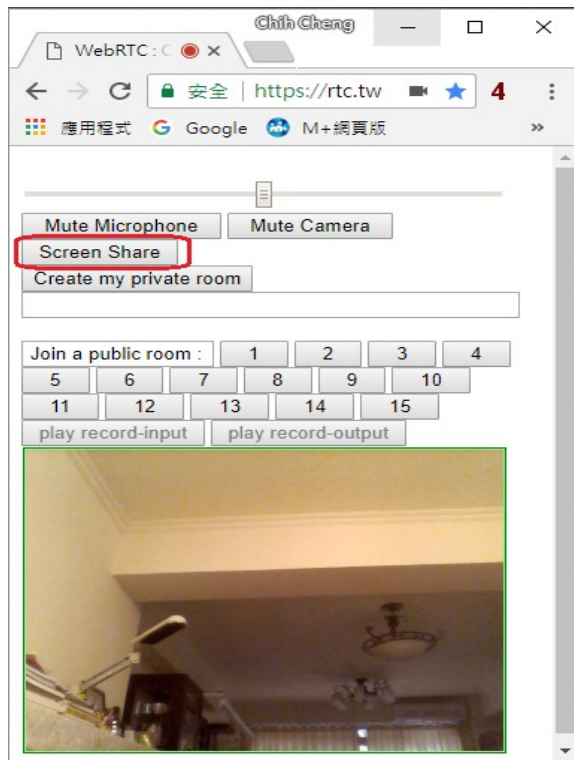 Chih Cheng
WebRTC : C
安全 | https://rtc.tw 4
應用程式 Google M+網頁版 »
Mute Microphone Mute Camera
Screen Share
Create my private room
Join a public room : 1 2 3 4
5 6 7 8 9 10
11 12 13 14 15
play record-input play record-output